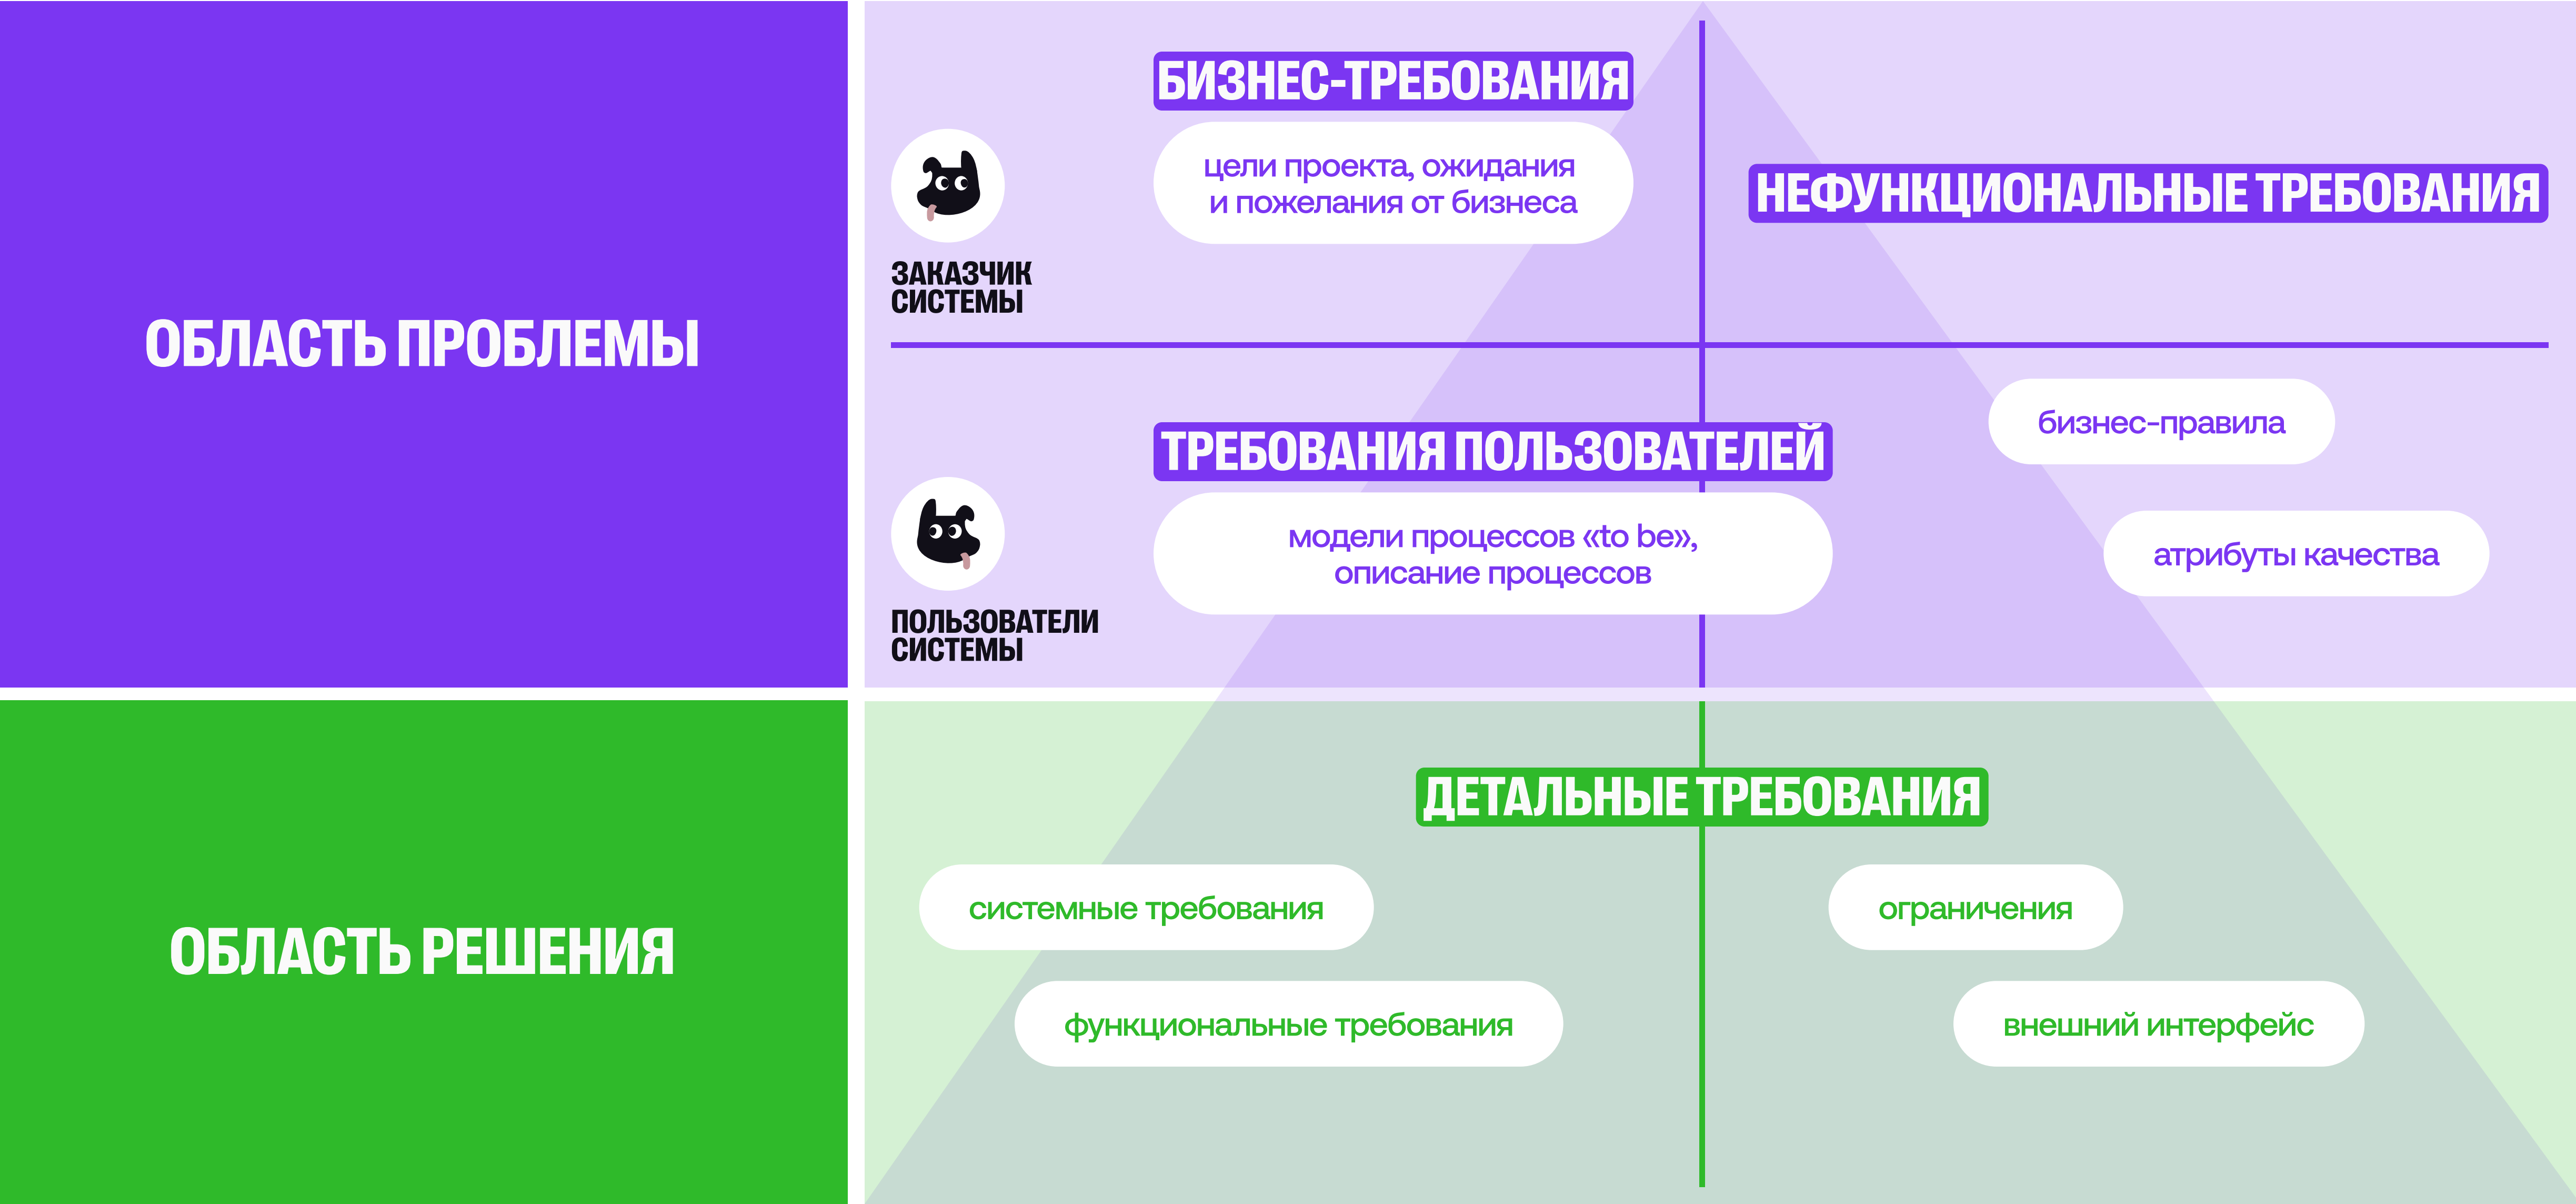 ОБЛАСТЬ ПРОБЛЕМЫ
БИЗНЕС-ТРЕБОВАНИЯ
цели проекта, ожидания
и пожелания от бизнеса
ЗАКАЗЧИК
СИСТЕМЫ
НЕФУНКЦИОНАЛЬНЫЕ ТРЕБОВАНИЯ
ТРЕБОВАНИЯ ПОЛЬЗОВАТЕЛЕЙ
модели процессов «to be»,
описание процессов
ПОЛЬЗОВАТЕЛИ
СИСТЕМЫ
бизнес-правила
атрибуты качества
ОБЛАСТЬ РЕШЕНИЯ
ДЕТАЛЬНЫЕ ТРЕБОВАНИЯ
системные требования
функциональные требования
ограничения
внешний интерфейс